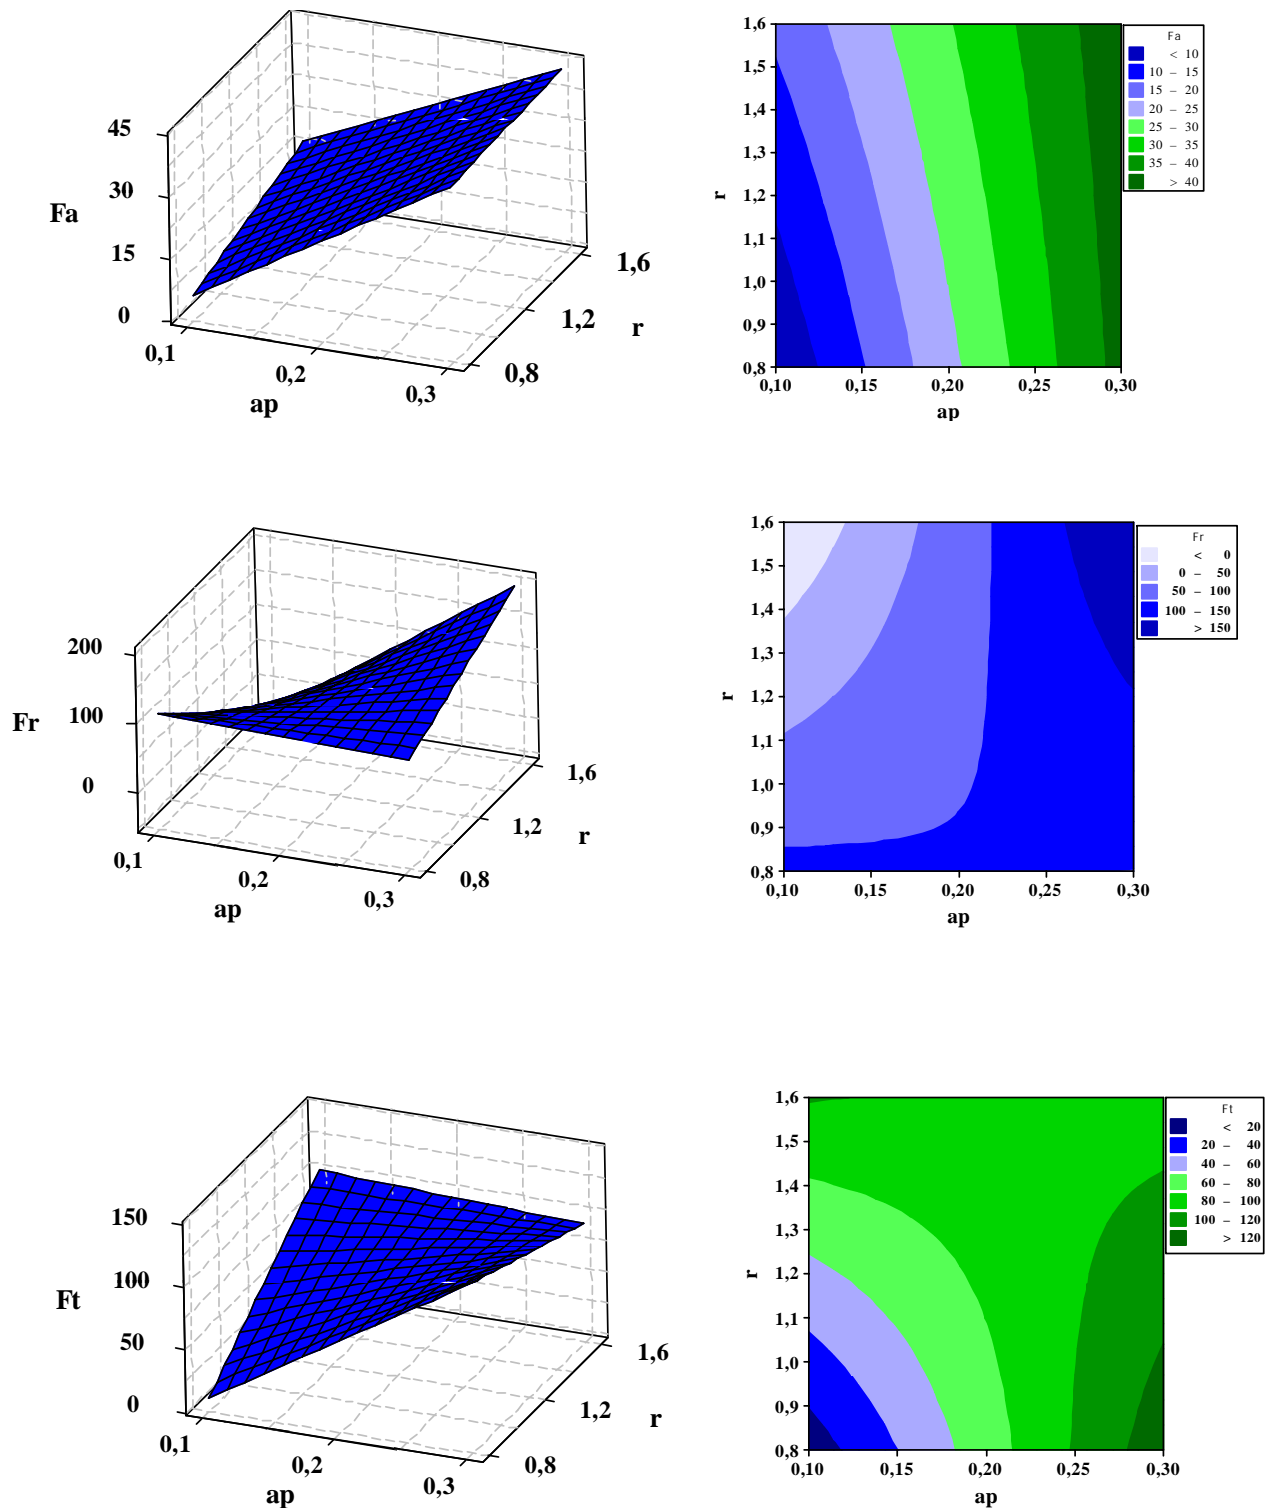 45
30
Fa
15
0
0,1
0,2
0,3
ap
0,8
1,2
1,6
r
1,6
1,5
1,4
1,3
1,2
1,1
1,0
0,9
0,8
r
0,10 0,15 0,20 0,25 0,30
ap
Fa
< 10
10 – 15
15 – 20
20 – 25
25 – 30
30 – 35
35 – 40
> 40
200
Fr
100
0
0,1
0,2
0,3
ap
0,8
1,2
1,6
r
1,6
1,5
1,4
1,3
1,2
1,1
1,0
0,9
0,8
r
0,10 0,15 0,20 0,25 0,30
ap
Fr
< 0
0 – 50
50 – 100
100 – 150
> 150
150
100
Ft
50
0
0,1
0,2
0,3
ap
0,8
1,2
1,6
r
1,6
1,5
1,4
1,3
1,2
1,1
1,0
0,9
0,8
r
0,10 0,15 0,20 0,25 0,30
ap
Ft
< 20
20 – 40
40 – 60
60 – 80
80 – 100
100 – 120
> 120